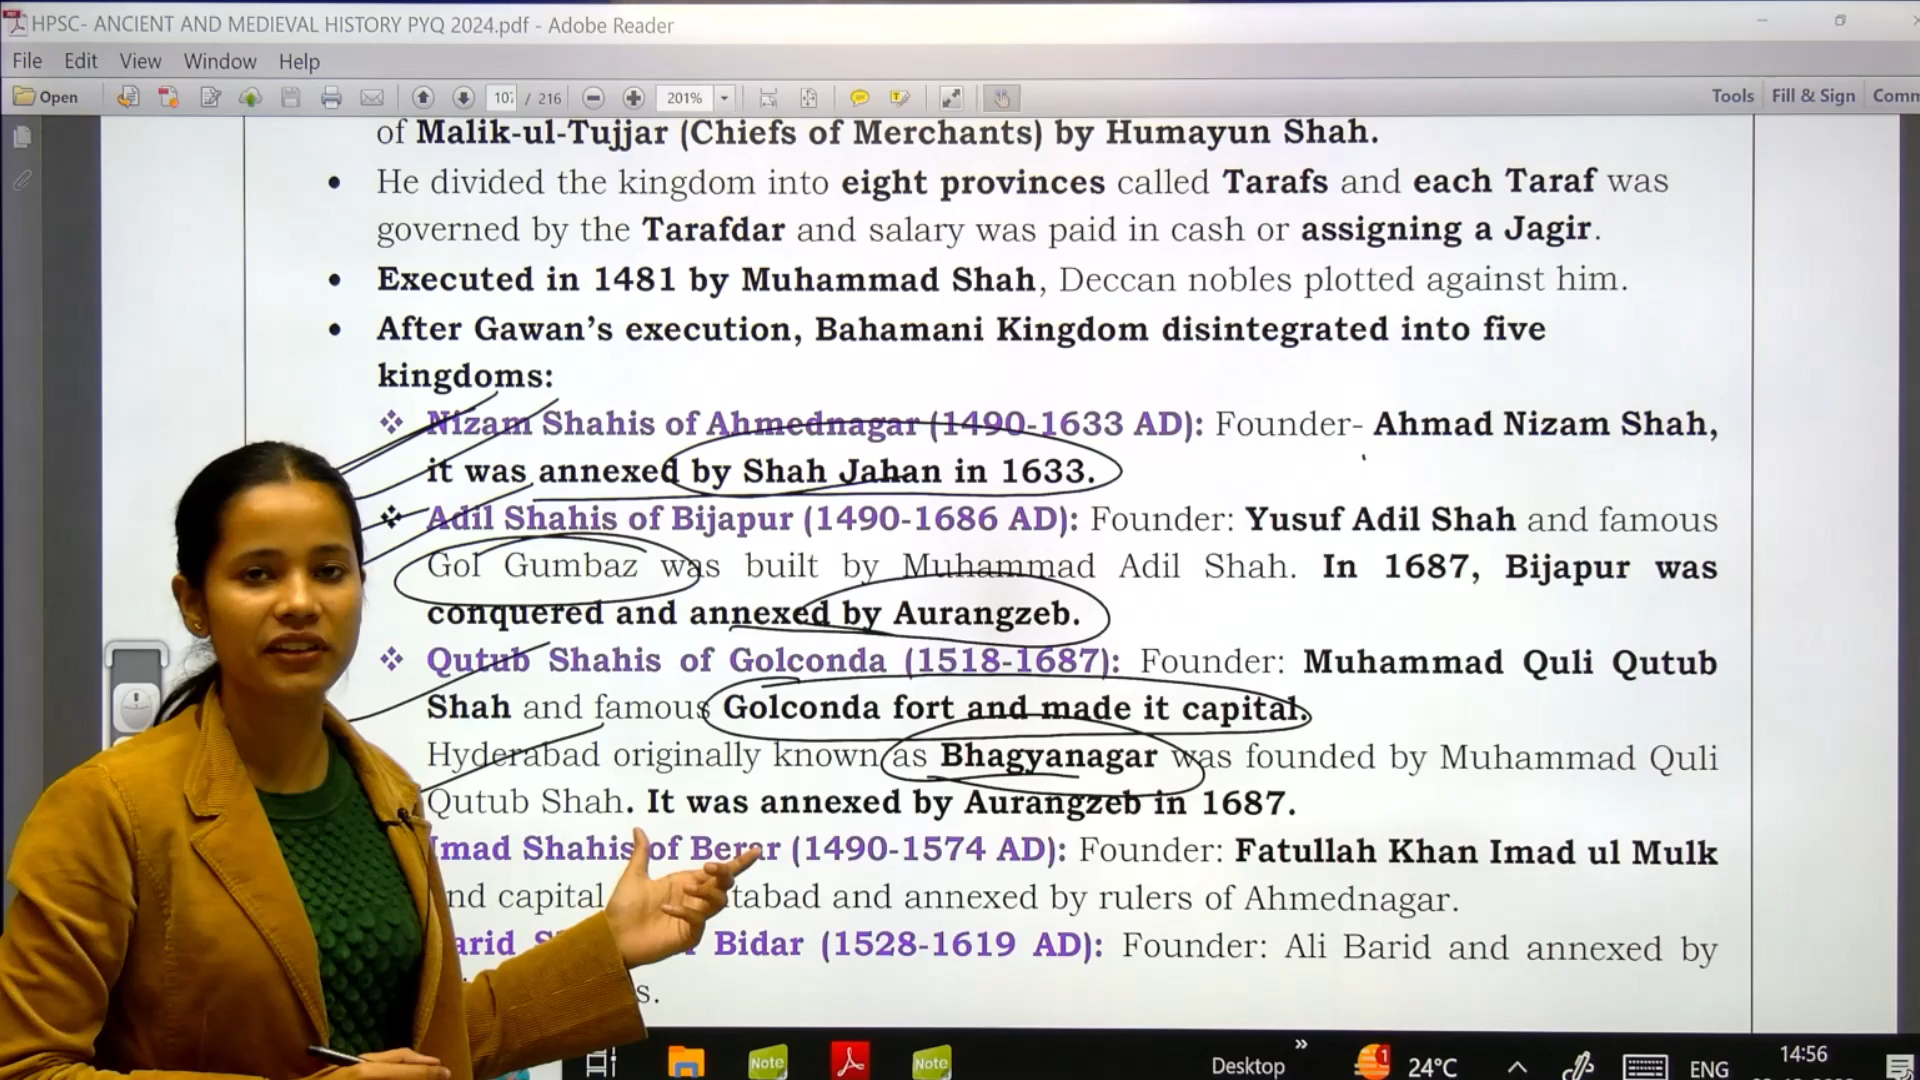 HPSC- ANCIENT AND MEDIEVAL HISTORY PYQ 2024.pdf - Adobe Reader
File Edit View Window Help
Open 107 / 216 201% Tools Fill & Sign Comm
of Malik-ul-Tujjar (Chiefs of Merchants) by Humayun Shah.
• He divided the kingdom into eight provinces called Tarafs and each Taraf was
governed by the Tarafdar and salary was paid in cash or assigning a Jagir.
• Executed in 1481 by Muhammad Shah, Deccan nobles plotted against him.
• After Gawan's execution, Bahamani Kingdom disintegrated into five
kingdoms:
❖ Nizam Shahis of Ahmednagar (1490-1633 AD): Founder- Ahmad Nizam Shah,
it was annexed by Shah Jahan in 1633.
❖ Adil Shahis of Bijapur (1490-1686 AD): Founder: Yusuf Adil Shah and famous
Gol Gumbaz was built by Muhammad Adil Shah. In 1687, Bijapur was
conquered and annexed by Aurangzeb.
❖ Qutub Shahis of Golconda (1518-1687): Founder: Muhammad Quli Qutub
Shah and famous Golconda fort and made it capital.
Hyderabad originally known as Bhagyanagar was founded by Muhammad Quli
Qutub Shah. It was annexed by Aurangzeb in 1687.
Imad Shahis of Berar (1490-1574 AD): Founder: Fatullah Khan Imad ul Mulk
nd capital tabad and annexed by rulers of Ahmednagar.
arid Bidar (1528-1619 AD): Founder: Ali Barid and annexed by
s.
Note Note Desktop » 1 24°C ENG 14:56